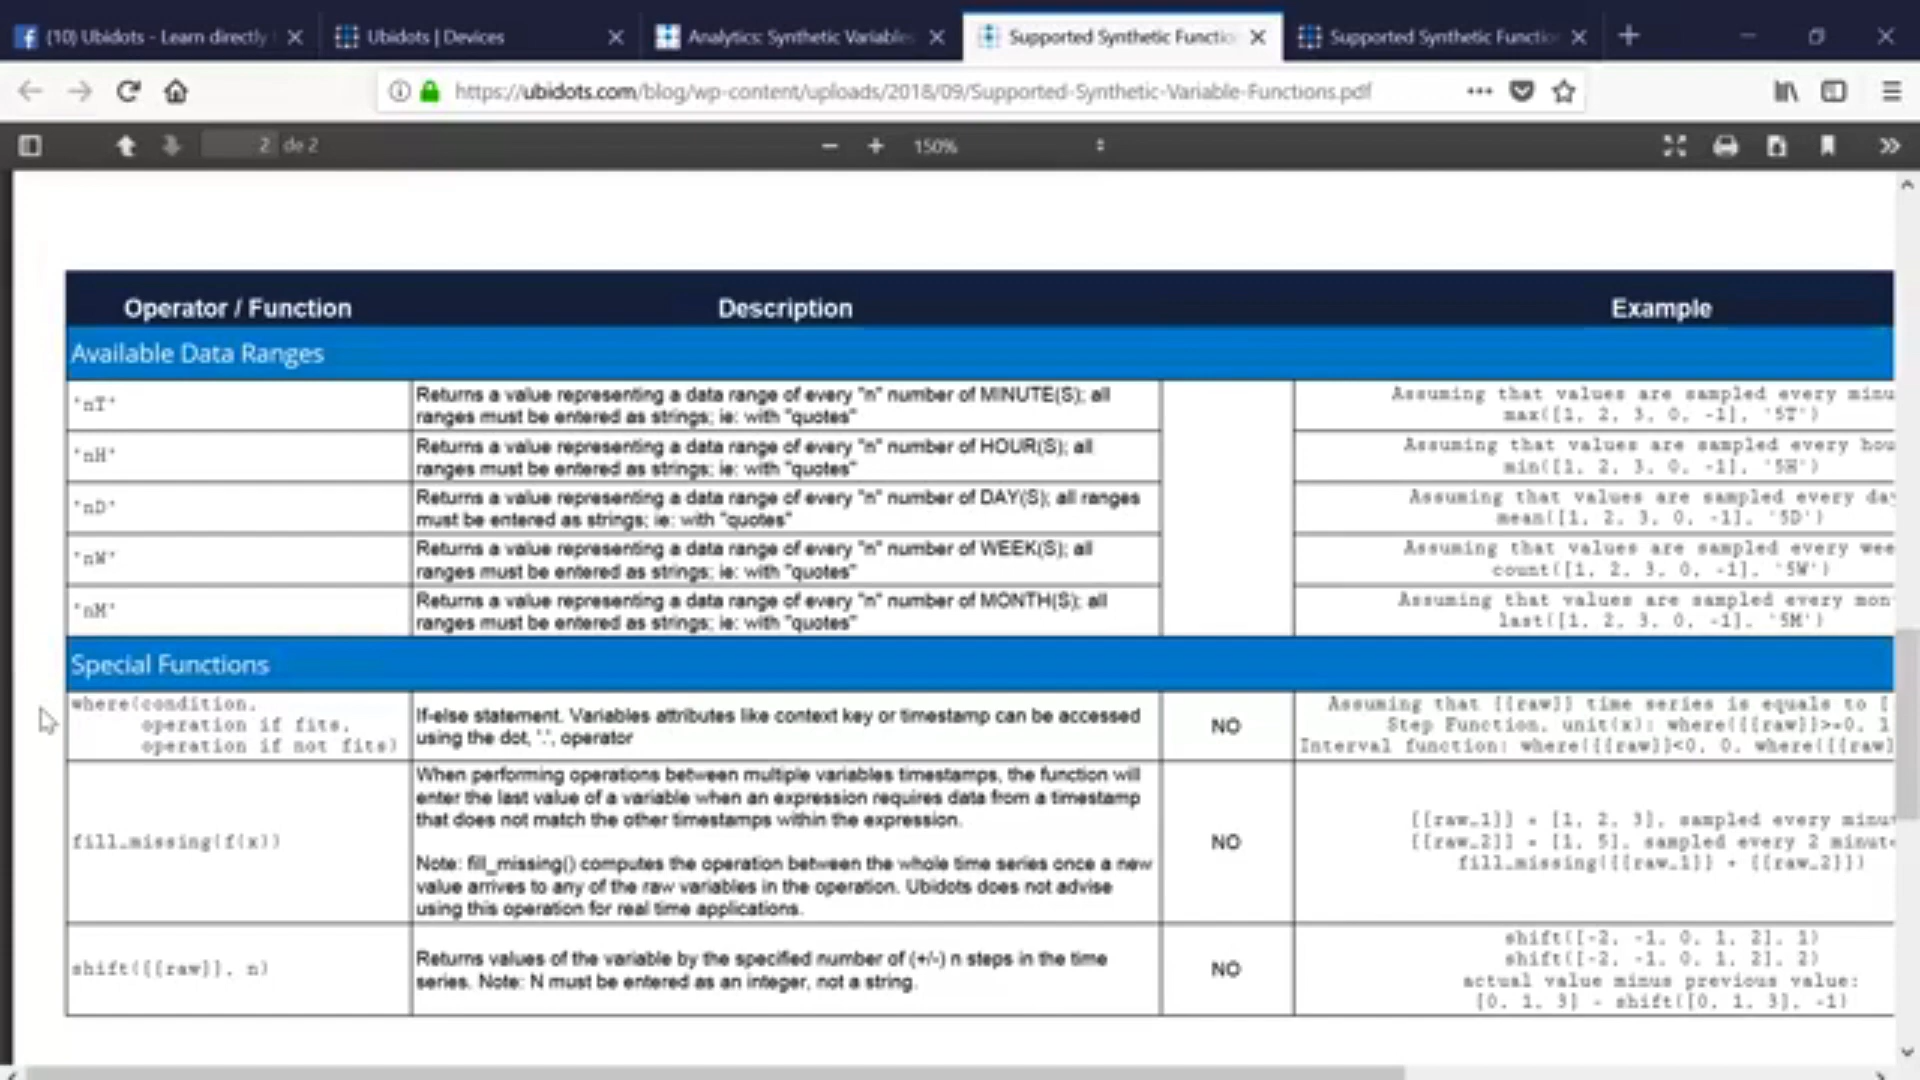 (10) Ubidots - Learn directly
Ubidots | Devices
Analytics: Synthetic Variables
Supported Synthetic Functio
Supported Synthetic Functio
https://ubidots.com/blog/wp-content/uploads/2018/09/Supported-Synthetic-Variable-Functions.pdf
2 de 2
150%
Operator / Function Description Example
Available Data Ranges
"nT"
Returns a value representing a data range of every "n" number of MINUTE(S); all
ranges must be entered as strings; ie: with "quotes"
Assuming that values are sampled every minu
max([1, 2, 3, 0, -1], '5T')
"nH"
Returns a value representing a data range of every "n" number of HOUR(S); all
ranges must be entered as strings; ie: with "quotes"
Assuming that values are sampled every hou
min([1, 2, 3, 0, -1], '5H')
"nD"
Returns a value representing a data range of every "n" number of DAY(S); all ranges
must be entered as strings; ie: with "quotes"
Assuming that values are sampled every day
mean([1, 2, 3, 0, -1], '5D')
"nW"
Returns a value representing a data range of every "n" number of WEEK(S); all
ranges must be entered as strings; ie: with "quotes"
Assuming that values are sampled every wee
count([1, 2, 3, 0, -1], '5W')
"nM"
Returns a value representing a data range of every "n" number of MONTH(S); all
ranges must be entered as strings; ie: with "quotes"
Assuming that values are sampled every mon
last([1, 2, 3, 0, -1], '5M')
Special Functions
where(condition,
operation if fits,
operation if not fits)
If-else statement. Variables attributes like context key or timestamp can be accessed
using the dot, '.', operator
NO
Assuming that {{raw}} time series is equals to [
Step Function, unit(x): where({{raw}}>=0, 1
Interval function: where({{raw}}<0, 0, where({{raw}
fill_missing(f(x))
When performing operations between multiple variables timestamps, the function will
enter the last value of a variable when an expression requires data from a timestamp
that does not match the other timestamps within the expression.
Note: fill_missing() computes the operation between the whole time series once a new
value arrives to any of the raw variables in the operation. Ubidots does not advise
using this operation for real time applications.
NO
{{raw_1}} = [1, 2, 3], sampled every minut
{{raw_2}} = [1, 5], sampled every 2 minute
fill_missing({{raw_1}} + {{raw_2}})
shift({{raw}}, n)
Returns values of the variable by the specified number of (+/-) n steps in the time
series. Note: N must be entered as an integer, not a string.
NO
shift([-2, -1, 0, 1, 2], 1)
shift([-2, -1, 0, 1, 2], 2)
actual value minus previous value:
[0, 1, 3] - shift([0, 1, 3], -1)